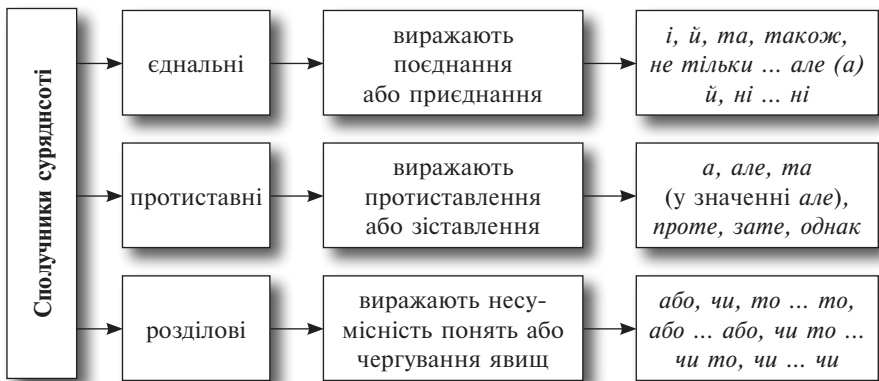 Сполучники суряднсоті
єднальні
виражають
поєднання
або приєднання
і, й, та, також,
не тільки ... але (а)
й, ні ... ні
протиставні
виражають
протиставлення
або зіставлення
а, але, та
(у значенні але),
проте, зате, однак
розділові
виражають несу-
місність понять або
чергування явищ
або, чи, то ... то,
або ... або, чи то ...
чи то, чи ... чи